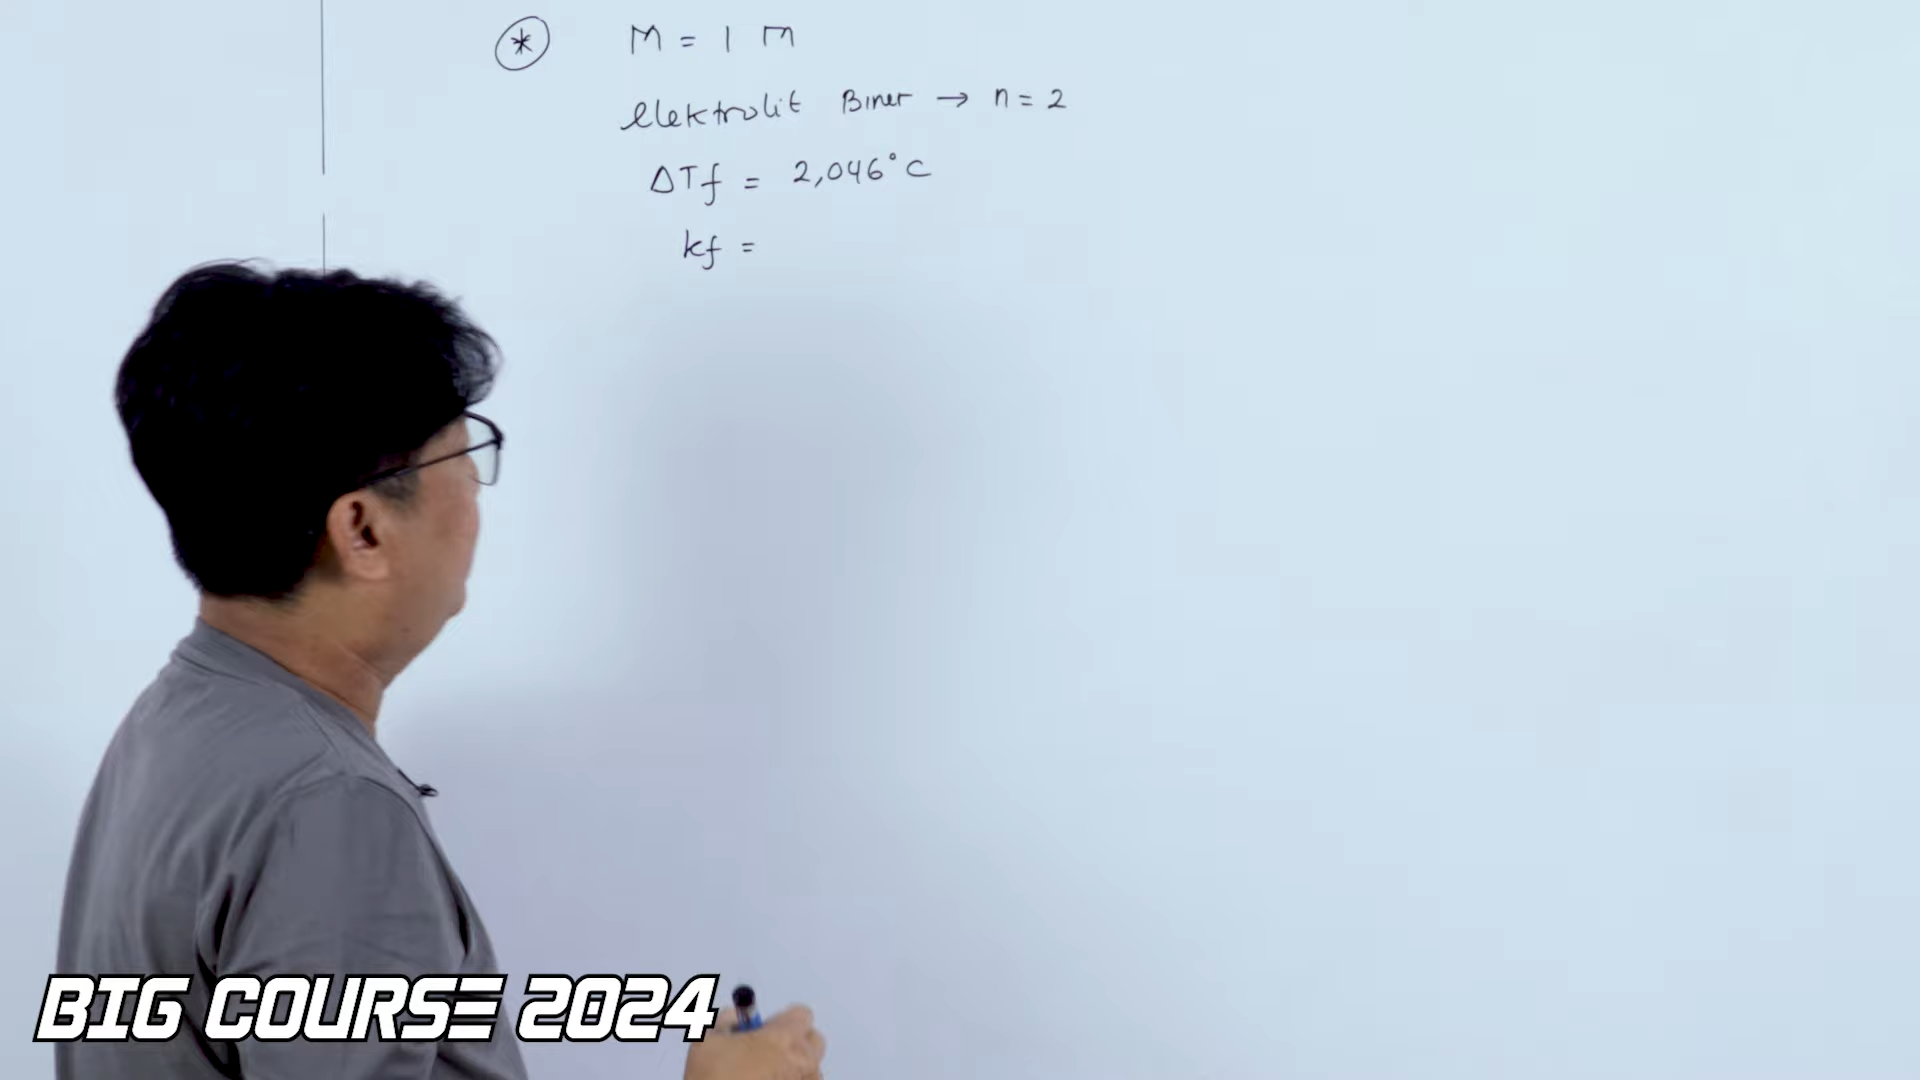 * M = 1 m
elektrolit Biner → n = 2
ΔTf = 2,046°C
kf =
BIG COURSE 2024